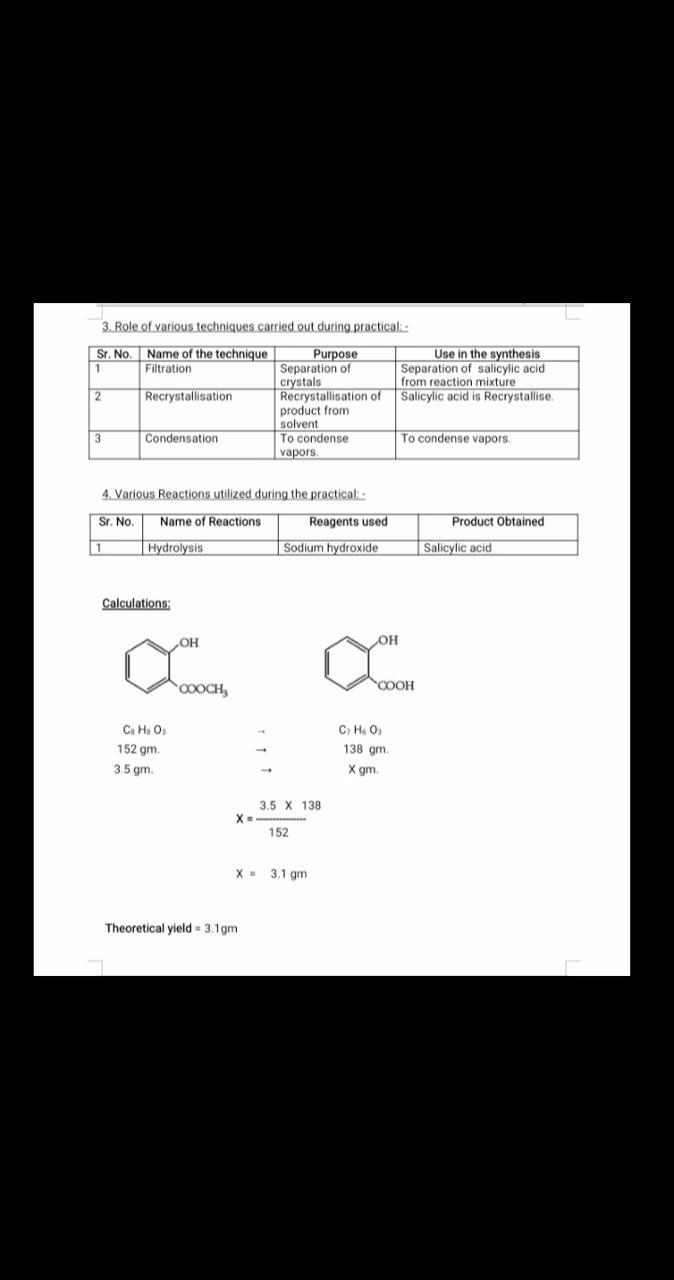 3. Role of various techniques carried out during practical: -
Sr. No. Name of the technique Purpose Use in the synthesis
1 Filtration Separation of crystals Separation of salicylic acid from reaction mixture
2 Recrystallisation Recrystallisation of product from solvent Salicylic acid is Recrystallise.
3 Condensation To condense vapors. To condense vapors.
4. Various Reactions utilized during the practical: -
Sr. No. Name of Reactions Reagents used Product Obtained
1 Hydrolysis Sodium hydroxide Salicylic acid
Calculations:
OH OH
COOCH₃ COOH
C₈ H₈ O₃ → C₇ H₆ O₃
152 gm. → 138 gm.
3.5 gm. → X gm.
3.5 X 138
X = ---------------
152
X = 3.1 gm
Theoretical yield = 3.1gm